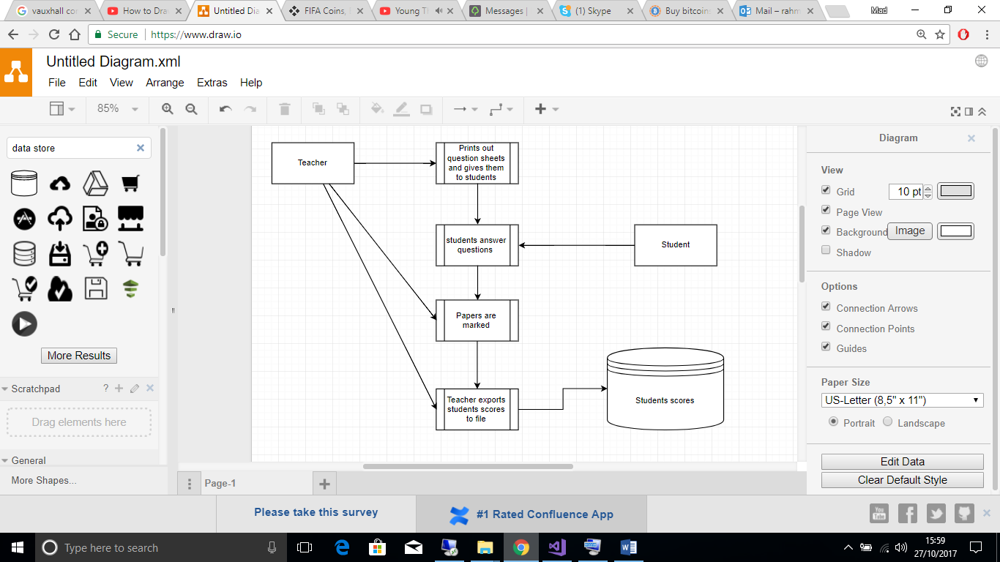 vauxhall cor
How to Dra
Untitled Dia
FIFA Coins,
Young Th
Messages |
(1) Skype
Buy bitcoin
Mail – rahm
Mad
Secure
https://www.draw.io
Untitled Diagram.xml
File Edit View Arrange Extras Help
85%
data store
More Results
Scratchpad
?
Drag elements here
General
More Shapes...
Teacher
Prints out
question sheets
and gives them
to students
students answer
questions
Student
Papers are
marked
Teacher exports
students scores
to file
Students scores
Diagram
View
Grid
10 pt
Page View
Background
Image
Shadow
Options
Connection Arrows
Connection Points
Guides
Paper Size
US-Letter (8,5" x 11")
Portrait Landscape
Edit Data
Clear Default Style
Page-1
Please take this survey
#1 Rated Confluence App
You
Tube
Type here to search
15:59
27/10/2017